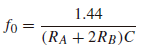 f0 = 1.44 / (RA + 2RB)C